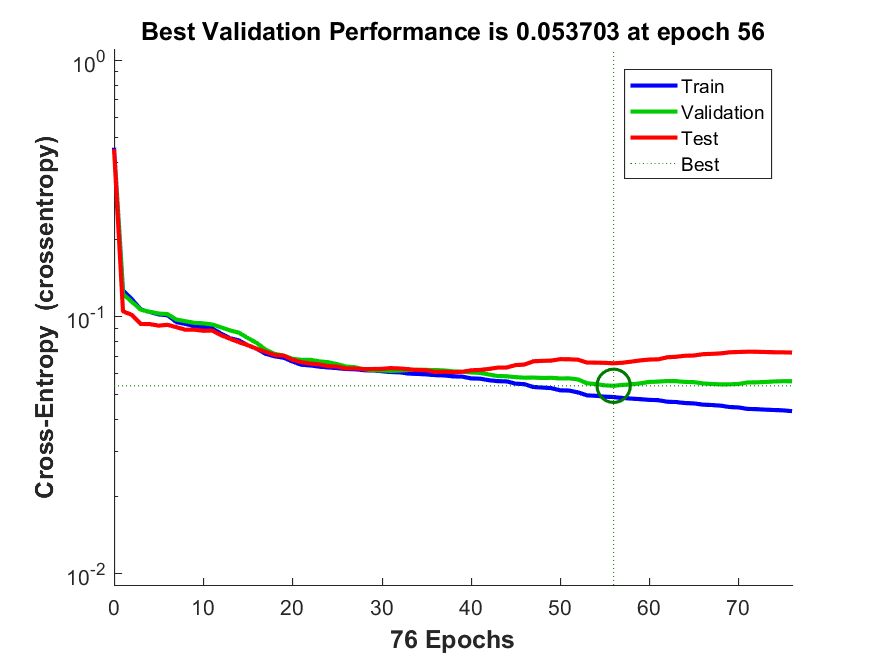 Best Validation Performance is 0.053703 at epoch 56
10^0
10^-1
10^-2
Cross-Entropy (crossentropy)
Train
Validation
Test
Best
0 10 20 30 40 50 60 70
76 Epochs